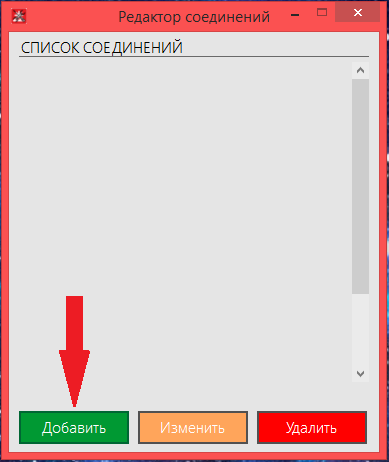 Редактор соединений
СПИСОК СОЕДИНЕНИЙ
Добавить
Изменить
Удалить